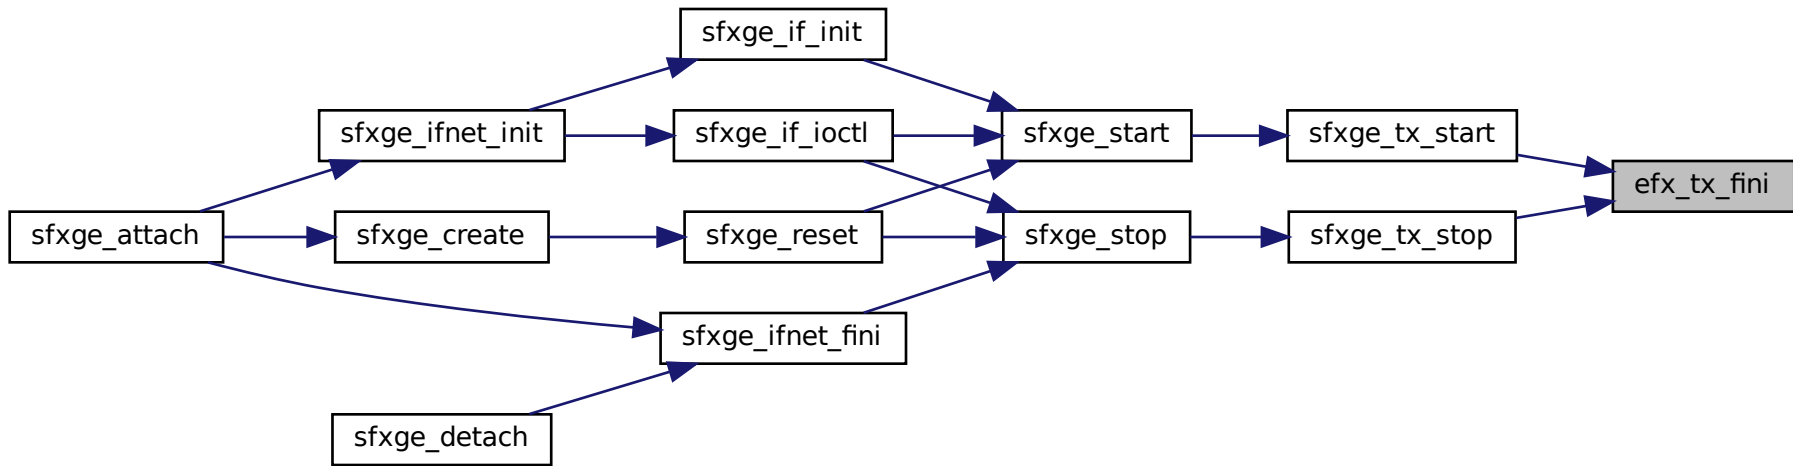 sfxge_if_init
sfxge_ifnet_init
sfxge_if_ioctl
sfxge_start
sfxge_tx_start
efx_tx_fini
sfxge_attach
sfxge_create
sfxge_reset
sfxge_stop
sfxge_tx_stop
sfxge_ifnet_fini
sfxge_detach